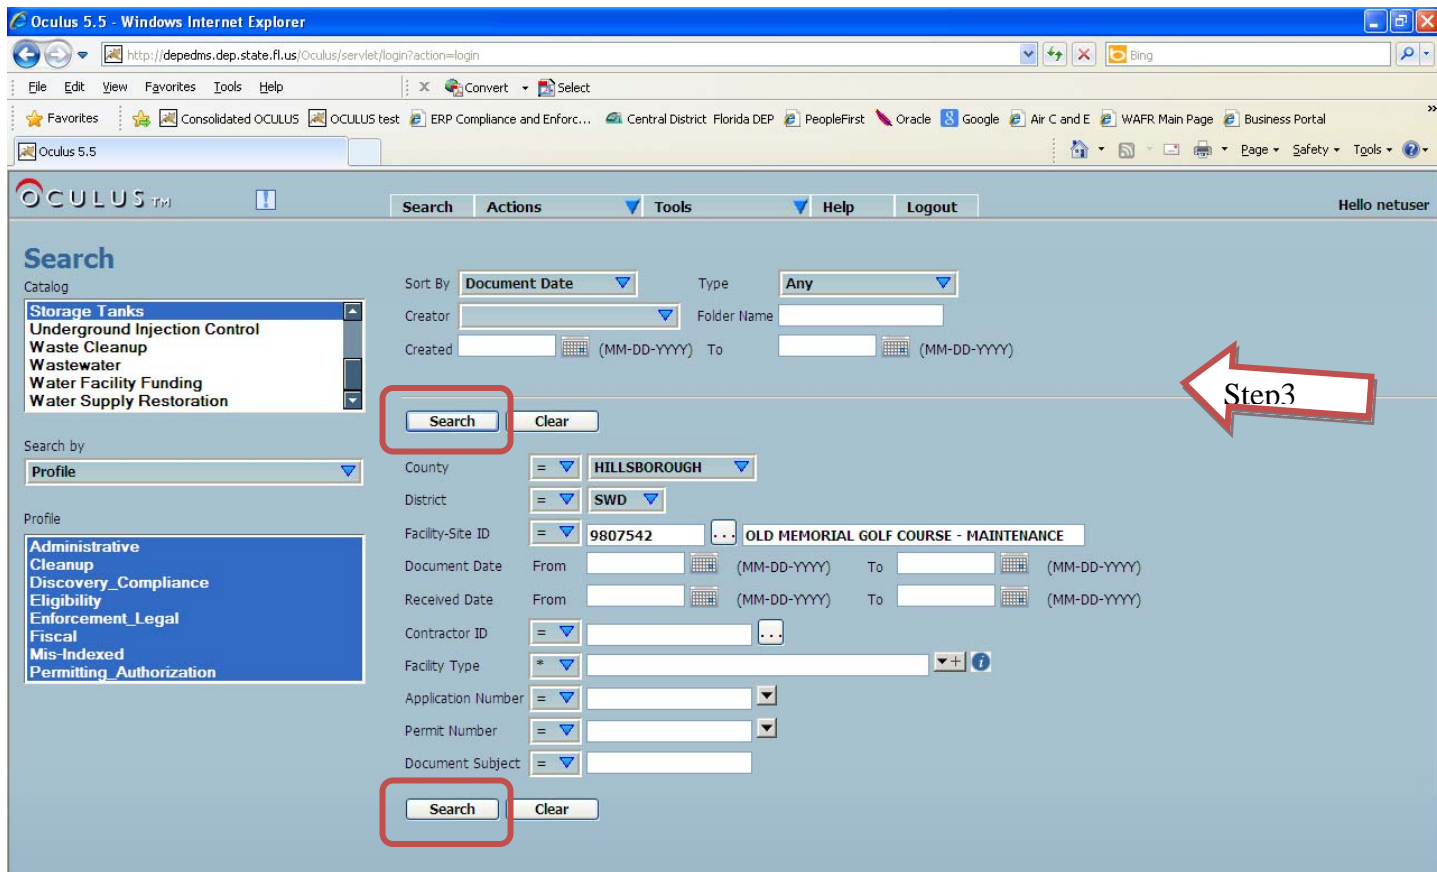 Oculus 5.5 - Windows Internet Explorer
http://depedms.dep.state.fl.us/Oculus/servlet/login?action=login
Bing
File Edit View Favorites Tools Help
X Convert Select
Favorites Consolidated OCULUS OCULUS test ERP Compliance and Enforc... Central District Florida DEP PeopleFirst Oracle Google Air C and E WAFR Main Page Business Portal »
Oculus 5.5
Page Safety Tools
OCULUS TM
Search Actions Tools Help Logout
Hello netuser
Search
Catalog
Storage Tanks
Underground Injection Control
Waste Cleanup
Wastewater
Water Facility Funding
Water Supply Restoration
Search by
Profile
Profile
Administrative
Cleanup
Discovery_Compliance
Eligibility
Enforcement_Legal
Fiscal
Mis-Indexed
Permitting_Authorization
Sort By Document Date Type Any
Creator Folder Name
Created (MM-DD-YYYY) To (MM-DD-YYYY)
Step3
Search Clear
County = HILLSBOROUGH
District = SWD
Facility-Site ID = 9807542 ... OLD MEMORIAL GOLF COURSE - MAINTENANCE
Document Date From (MM-DD-YYYY) To (MM-DD-YYYY)
Received Date From (MM-DD-YYYY) To (MM-DD-YYYY)
Contractor ID = ...
Facility Type * + i
Application Number =
Permit Number =
Document Subject =
Search Clear